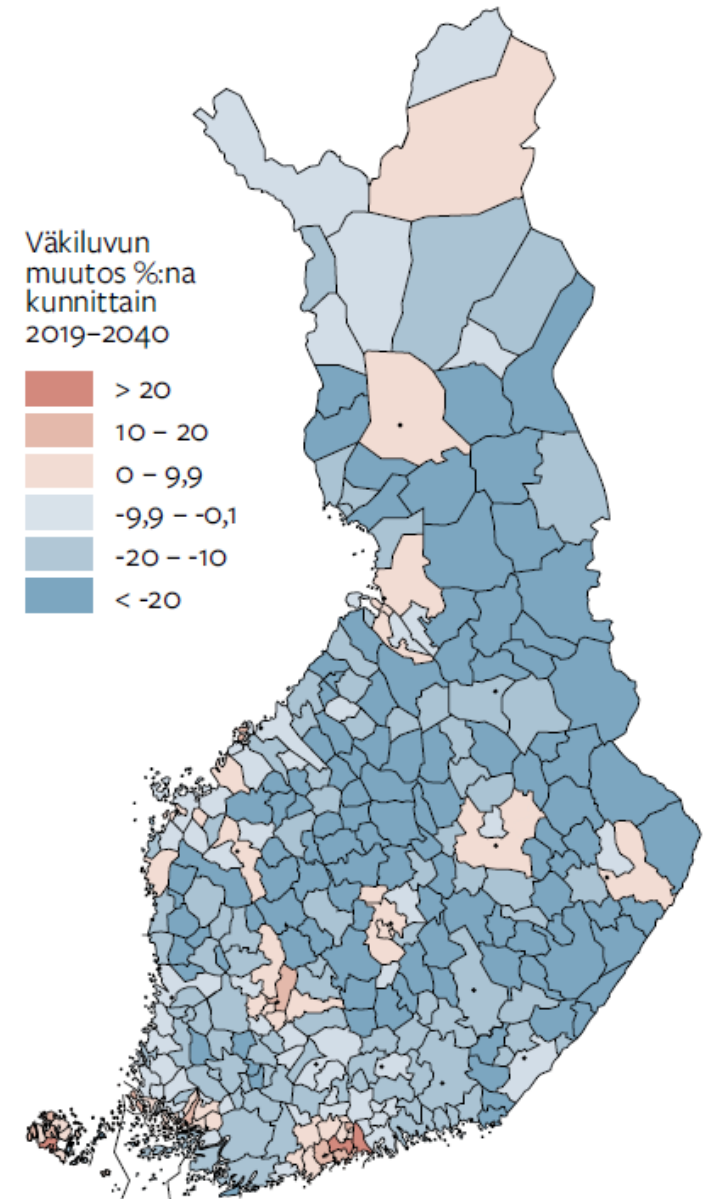 Väkiluvun
muutos %:na
kunnittain
2019–2040
> 20
10 – 20
0 – 9,9
-9,9 – -0,1
-20 – -10
< -20